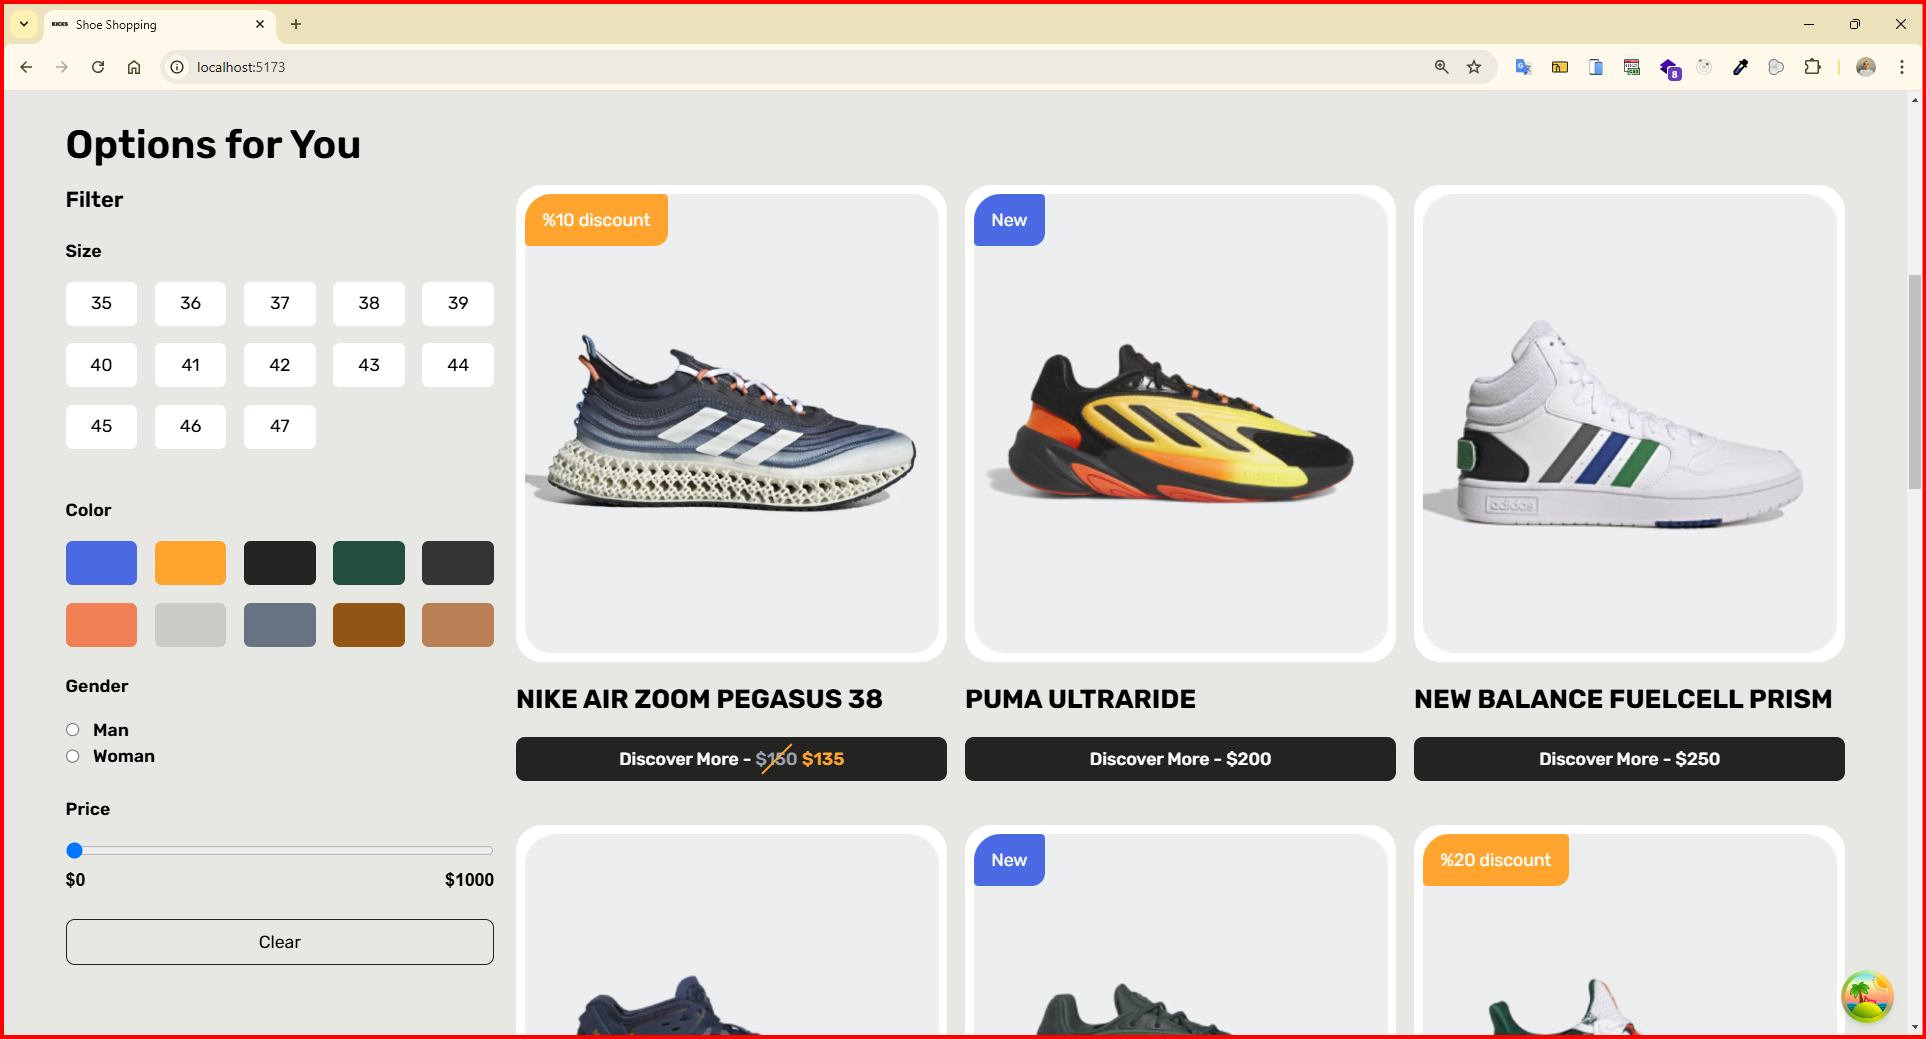 KICKS Shoe Shopping
localhost:5173
8
Options for You
Filter
Size
35 36 37 38 39
40 41 42 43 44
45 46 47
Color
Gender
Man
Woman
Price
$0 $1000
Clear
%10 discount
NIKE AIR ZOOM PEGASUS 38
Discover More - $150 $135
New
PUMA ULTRARIDE
Discover More - $200
adidas
NEW BALANCE FUELCELL PRISM
Discover More - $250
New
%20 discount